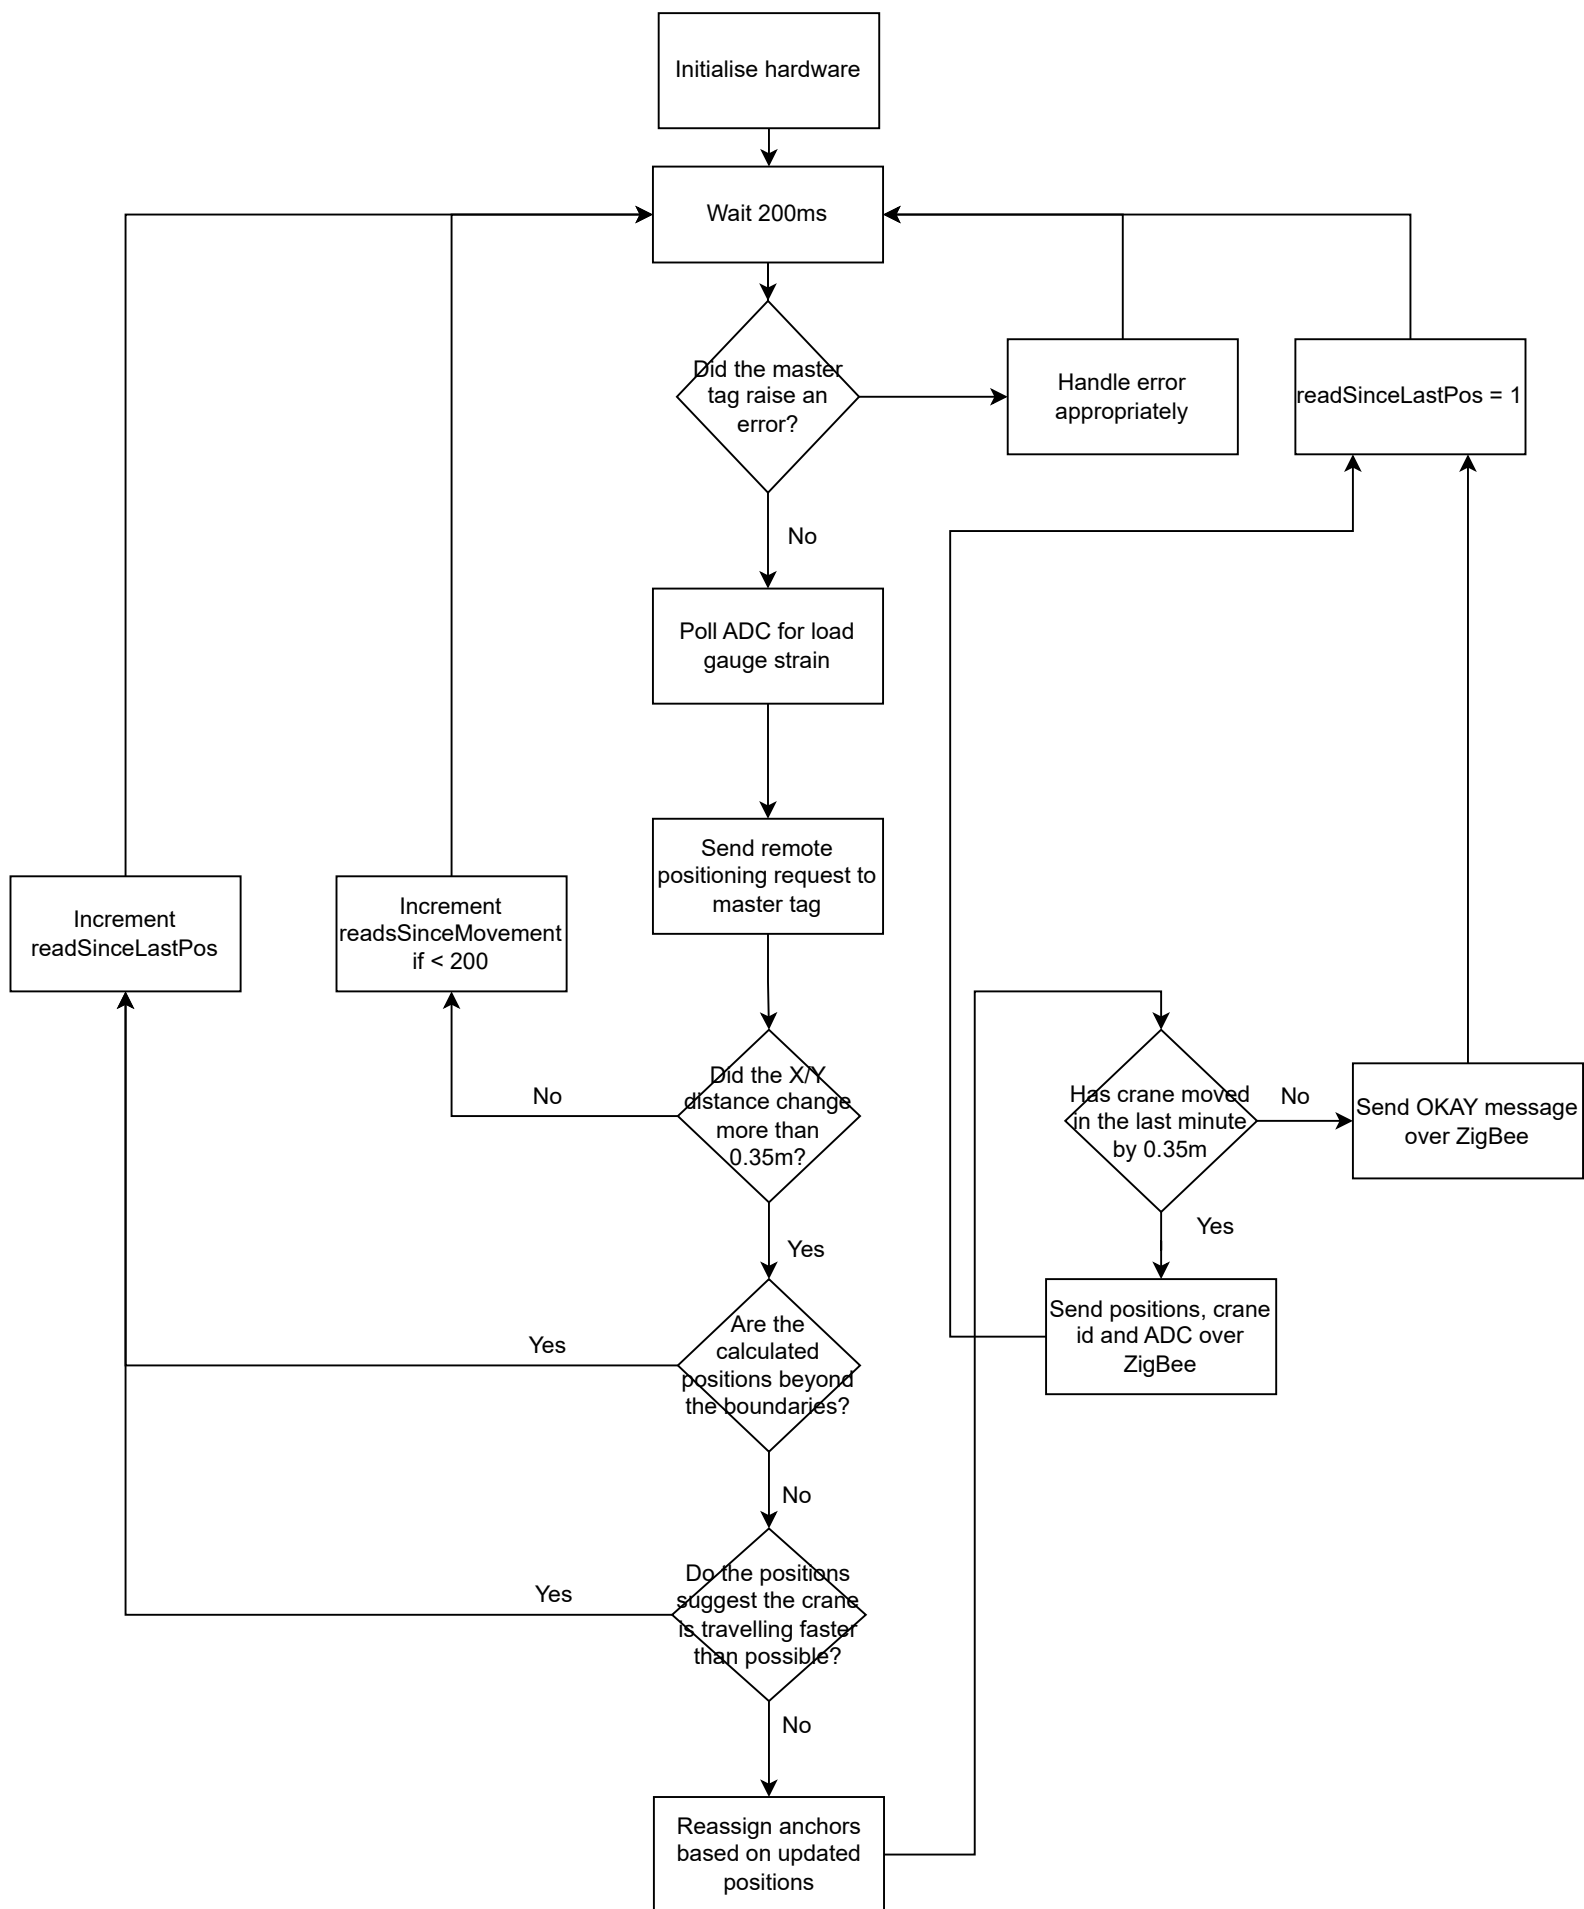 Initialise hardware
Wait 200ms
Did the master
tag raise an
error?
Handle error
appropriately
readSinceLastPos = 1
No
Poll ADC for load
gauge strain
Send remote
positioning request to
master tag
Increment
readSinceLastPos
Increment
readsSinceMovement
if < 200
Did the X/Y
distance change
more than
0.35m?
No
Has crane moved
in the last minute
by 0.35m
No
Send OKAY message
over ZigBee
Yes
Yes
Are the
calculated
positions beyond
the boundaries?
Yes
Send positions, crane
id and ADC over
ZigBee
No
Do the positions
suggest the crane
is travelling faster
than possible?
Yes
No
Reassign anchors
based on updated
positions